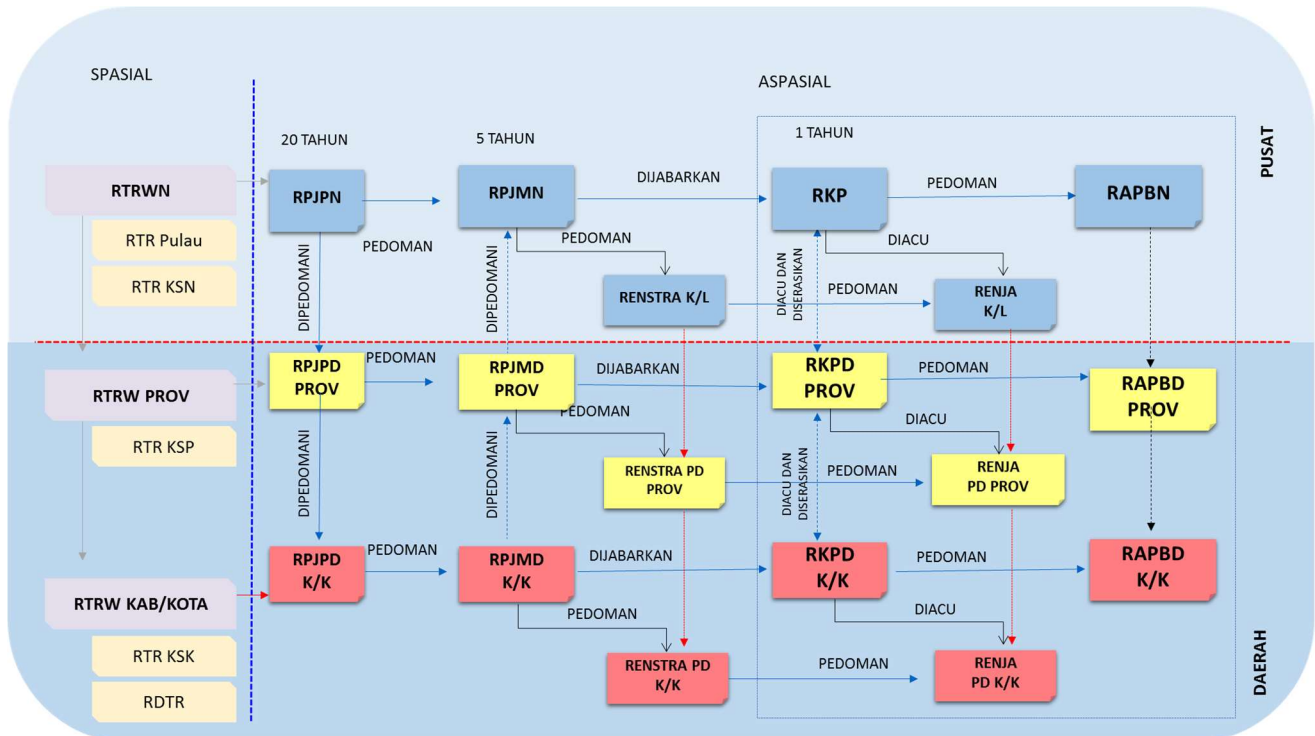 SPASIAL
ASPASIAL
PUSAT
20 TAHUN
5 TAHUN
1 TAHUN
RTRWN
RPJPN
RPJMN
DIJABARKAN
RKP
PEDOMAN
RAPBN
RTR Pulau
RTR KSN
DIPEDOMANI
PEDOMAN
DIPEDOMANI
PEDOMAN
DIACU DAN
DISERASIKAN
DIACU
RENSTRA K/L
PEDOMAN
RENJA
K/L
RTRW PROV
RPJPD
PROV
PEDOMAN
RPJMD
PROV
DIJABARKAN
RKPD
PROV
PEDOMAN
RAPBD
PROV
RTR KSP
DIPEDOMANI
DIPEDOMANI
PEDOMAN
DIACU DAN
DISERASIKAN
DIACU
RENSTRA PD
PROV
PEDOMAN
RENJA
PD PROV
RTRW KAB/KOTA
RPJPD
K/K
PEDOMAN
RPJMD
K/K
DIJABARKAN
RKPD
K/K
PEDOMAN
RAPBD
K/K
RTR KSK
RDTR
PEDOMAN
DIACU
RENSTRA PD
K/K
PEDOMAN
RENJA
PD K/K
DAERAH